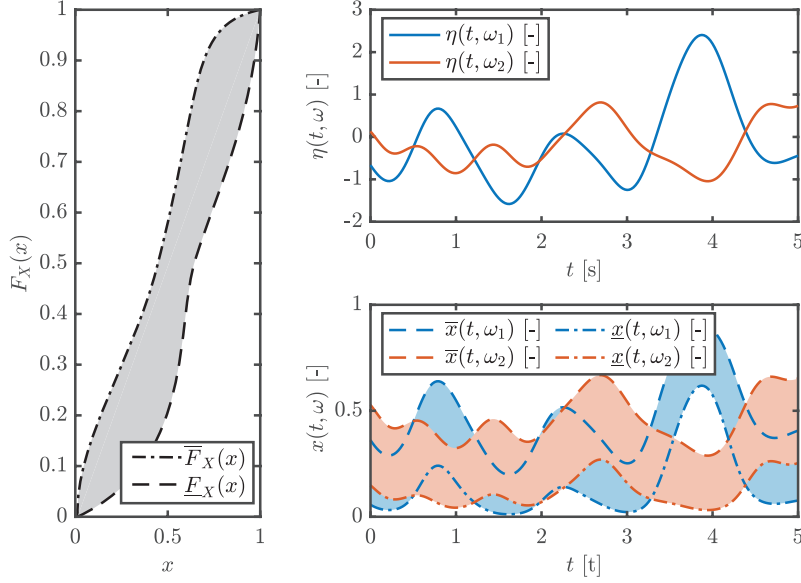 1
0.9
0.8
0.7
0.6
0.5
0.4
0.3
0.2
0.1
0
F_X(x)
0 0.5 1
x
F̅_X(x)
F̲_X(x)
3
2
1
0
-1
-2
η(t, ω) [-]
η(t, ω₁) [-]
η(t, ω₂) [-]
0 1 2 3 4 5
t [s]
1
0.5
0
x(t, ω) [-]
x̅(t, ω₁) [-] x̲(t, ω₁) [-]
x̅(t, ω₂) [-] x̲(t, ω₂) [-]
0 1 2 3 4 5
t [t]